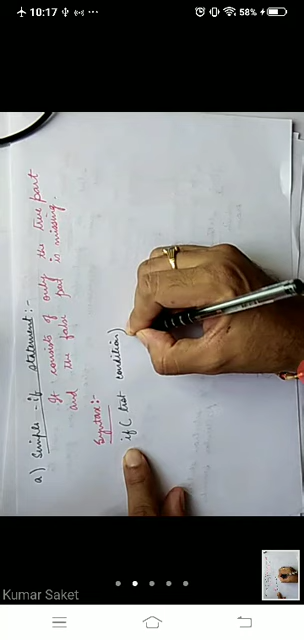 10:17 58%
a) Simple - if statement:-
It consists of only the true part
and the false part is missing.
Syntax:-
if ( test condition)
Kumar Saket